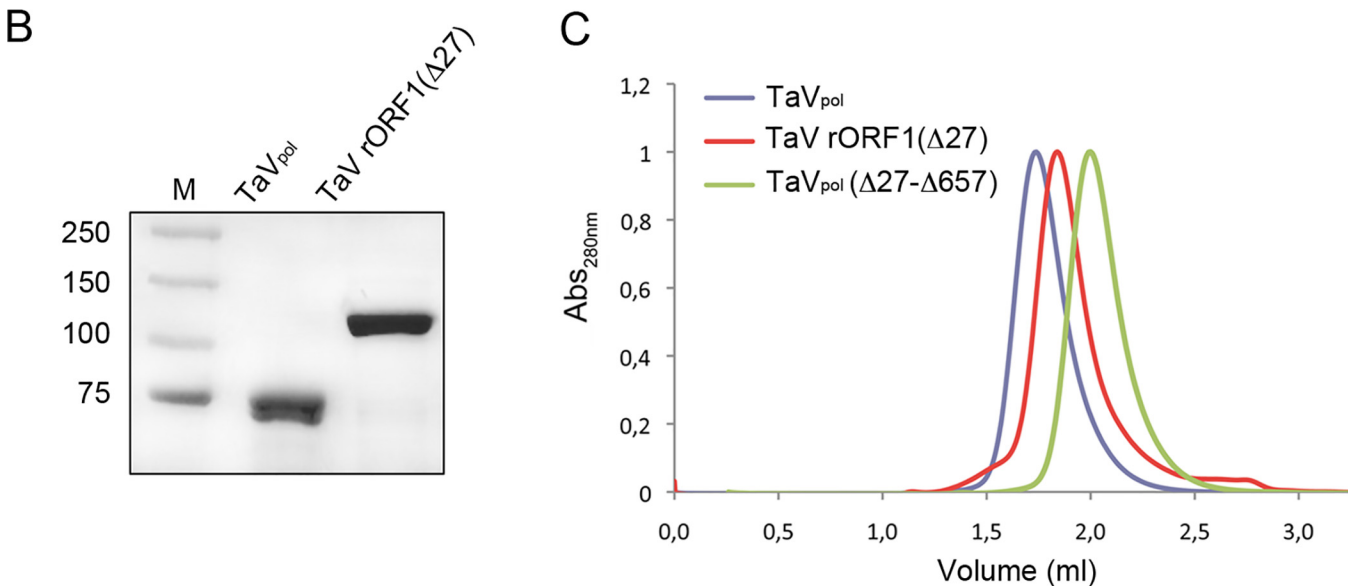 B
M
TaVpol
TaV rORF1(Δ27)
250
150
100
75
C
1,2
1
0,8
0,6
0,4
0,2
0
Abs280nm
TaVpol
TaV rORF1(Δ27)
TaVpol (Δ27-Δ657)
0,0 0,5 1,0 1,5 2,0 2,5 3,0
Volume (ml)